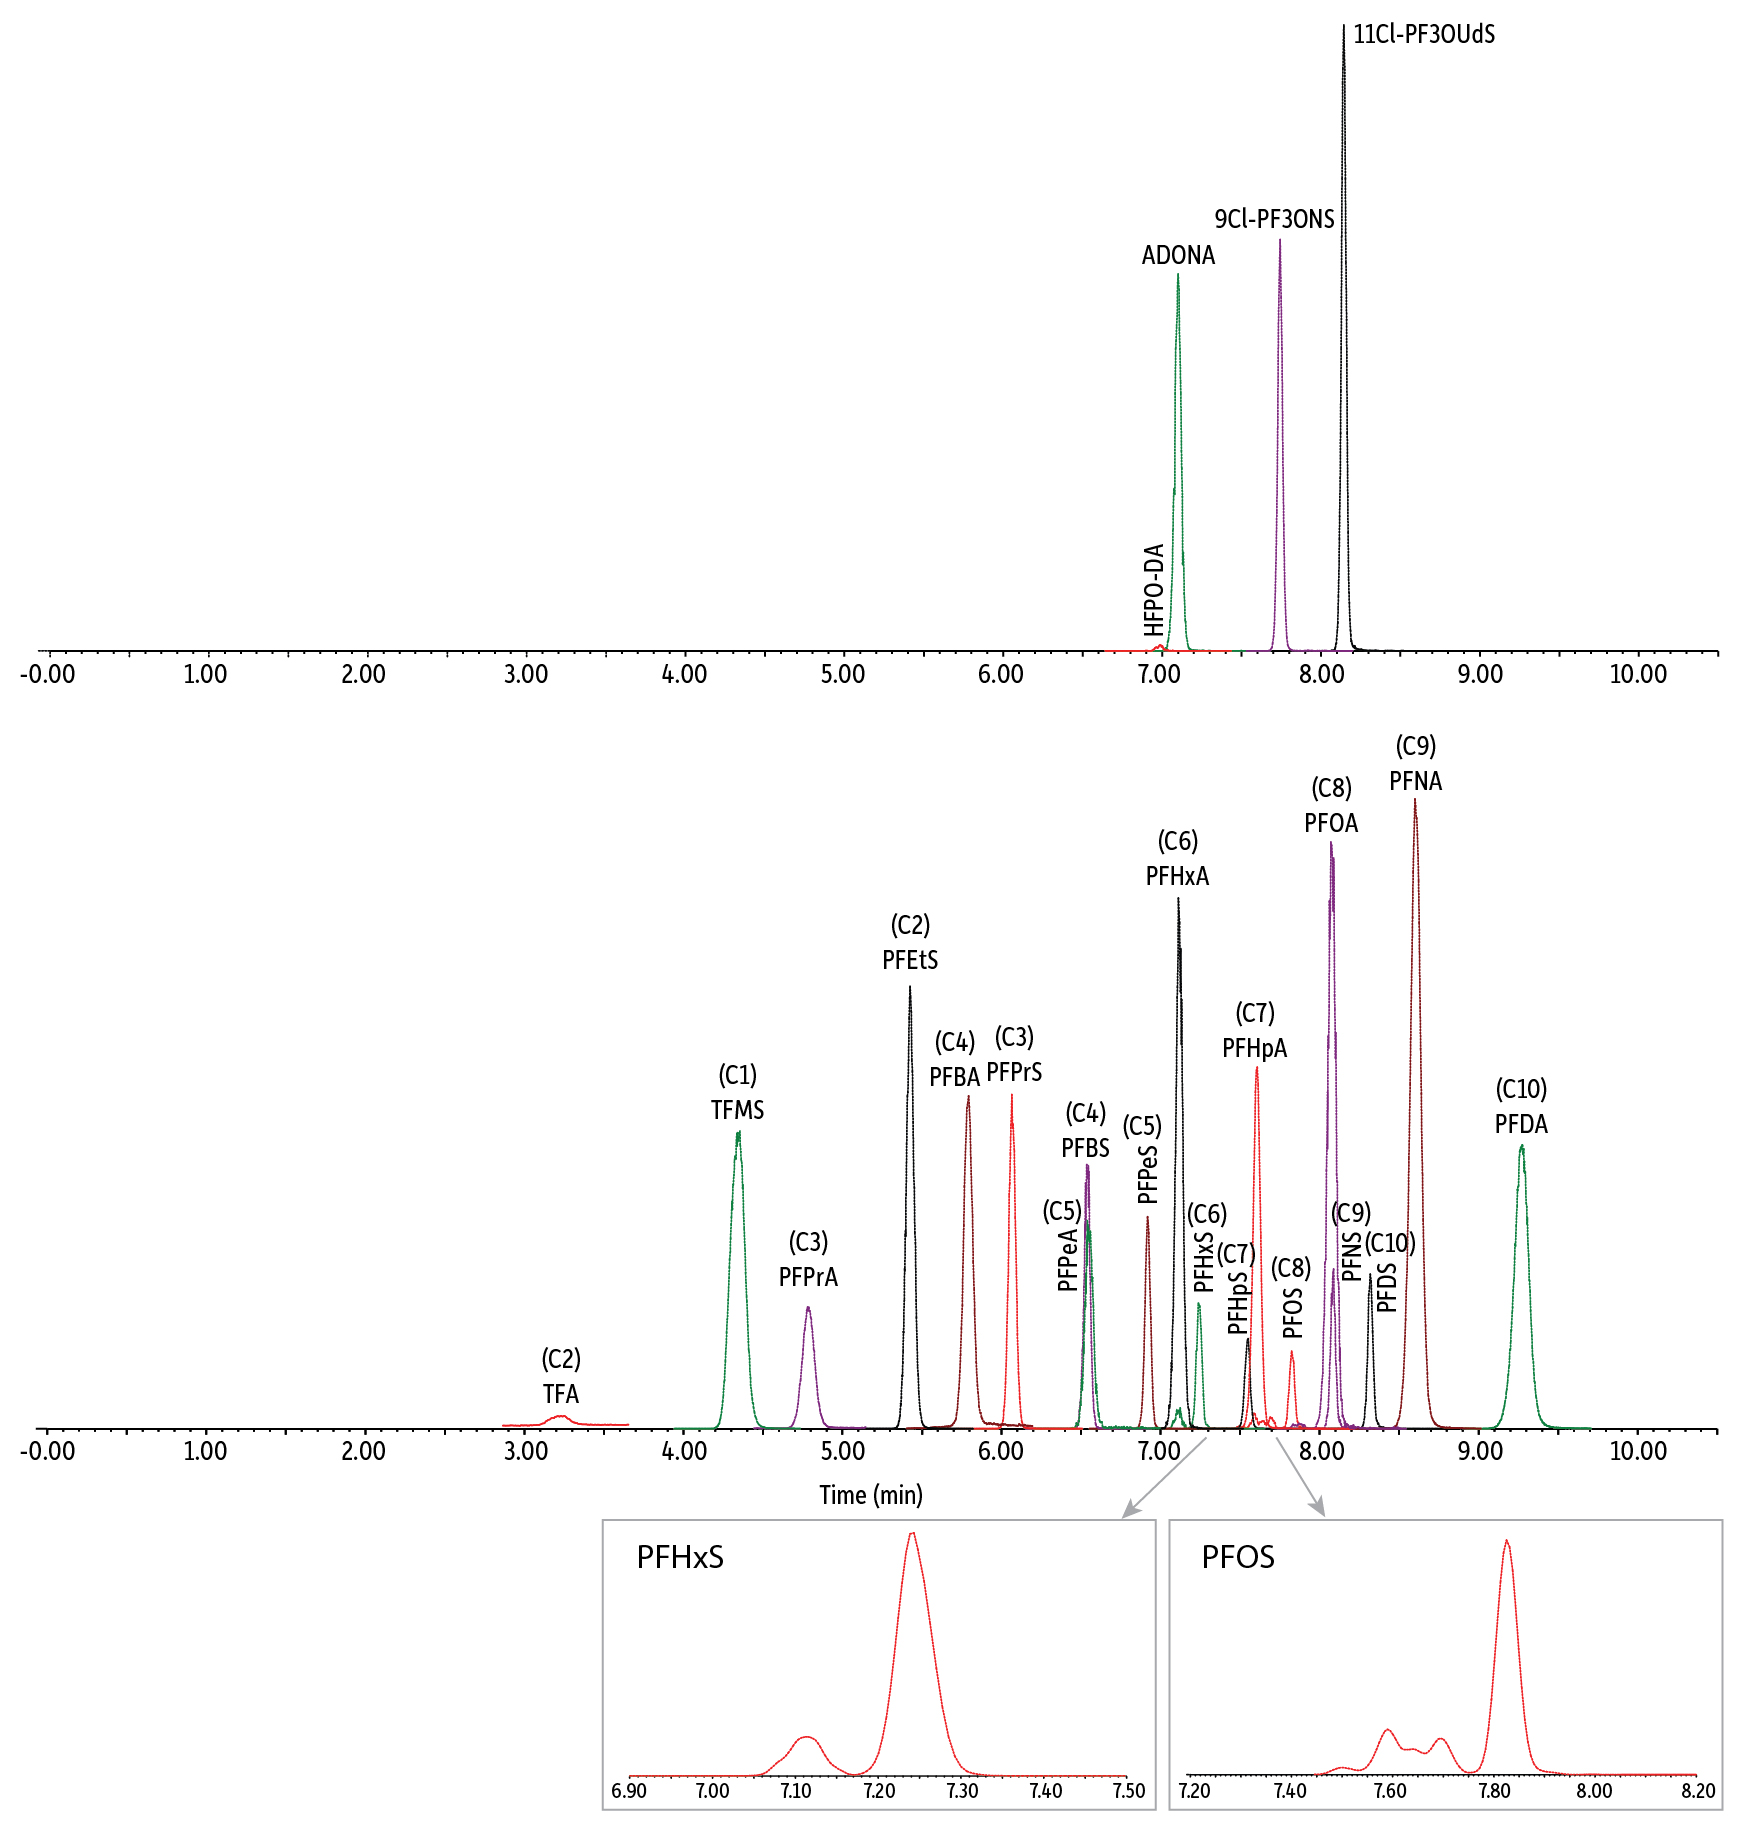 11Cl-PF3OUdS
9Cl-PF3ONS
ADONA
HFPO-DA
-0.00 1.00 2.00 3.00 4.00 5.00 6.00 7.00 8.00 9.00 10.00
(C9)
PFNA
(C8)
PFOA
(C6)
PFHxA
(C2)
PFEtS
(C7)
PFHpA
(C4)
PFBA
(C3)
PFPrS
(C1)
TFMS
(C10)
PFDA
(C4)
PFBS
(C5)
PFPeS
(C5)
PFPeA
(C6)
PFHxS
(C9)
PFNS
(C3)
PFPrA
(C7)
PFHpS
(C10)
PFDS
(C8)
PFOS
(C2)
TFA
-0.00 1.00 2.00 3.00 4.00 5.00 6.00 7.00 8.00 9.00 10.00
Time (min)
PFHxS
6.90 7.00 7.10 7.20 7.30 7.40 7.50
PFOS
7.20 7.40 7.60 7.80 8.00 8.20